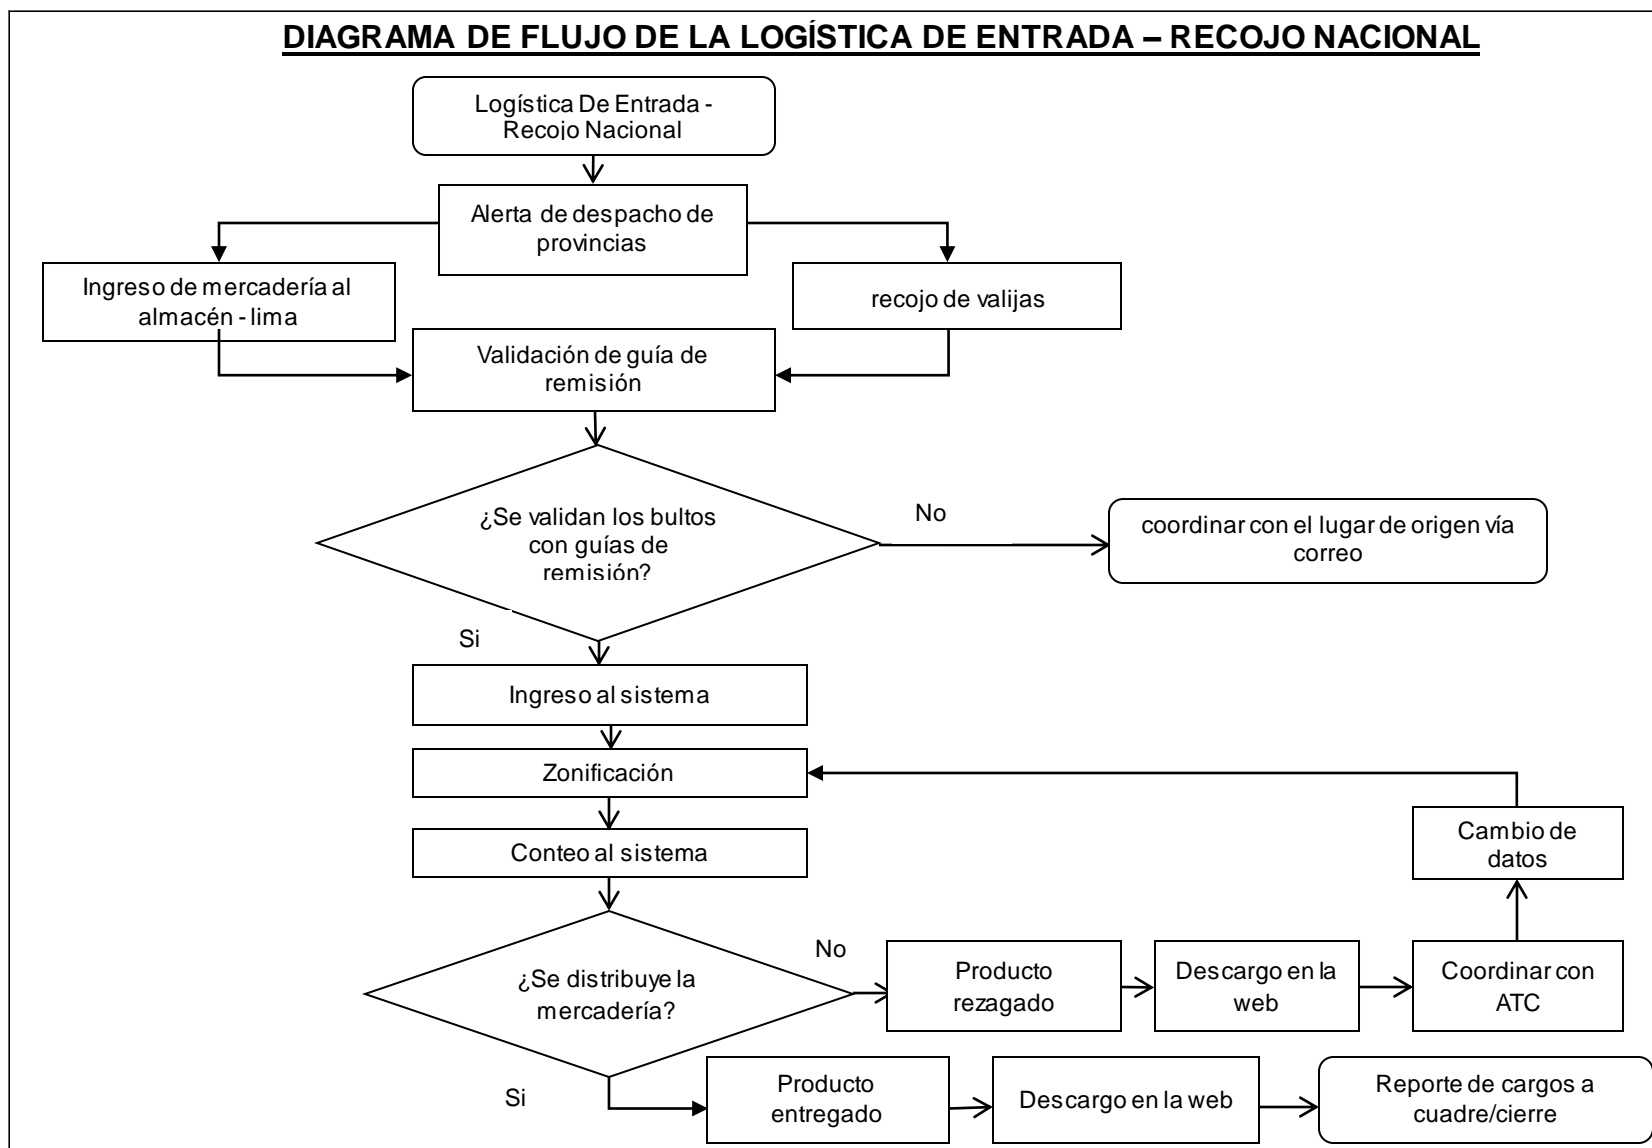 DIAGRAMA DE FLUJO DE LA LOGÍSTICA DE ENTRADA – RECOJO NACIONAL
Logística De Entrada -
Recojo Nacional
Alerta de despacho de
provincias
Ingreso de mercadería al
almacén - lima
recojo de valijas
Validación de guía de
remisión
¿Se validan los bultos
con guías de
remisión?
No
coordinar con el lugar de origen vía
correo
Si
Ingreso al sistema
Zonificación
Conteo al sistema
Cambio de
datos
¿Se distribuye la
mercadería?
No
Producto
rezagado
Descargo en la
web
Coordinar con
ATC
Si
Producto
entregado
Descargo en la web
Reporte de cargos a
cuadre/cierre